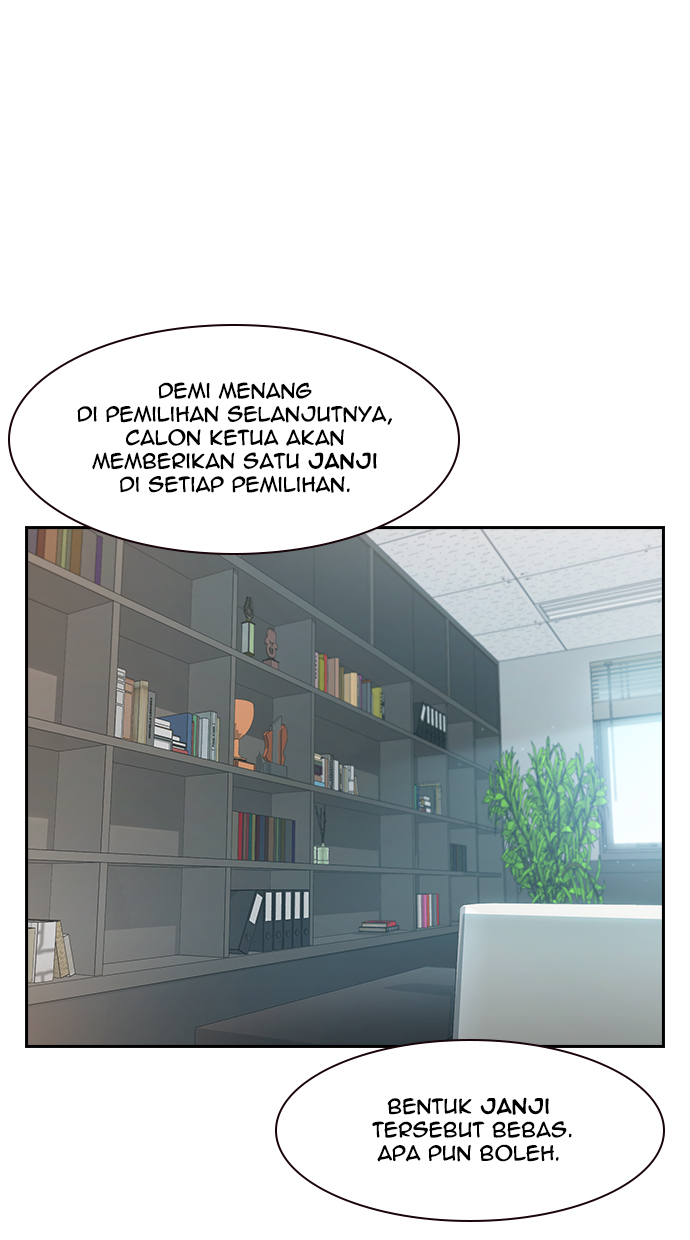 DEMI MENANG
DI PEMILIHAN SELANJUTNYA,
CALON KETUA AKAN
MEMBERIKAN SATU JANJI
DI SETIAP PEMILIHAN.
BENTUK JANJI
TERSEBUT BEBAS.
APA PUN BOLEH.